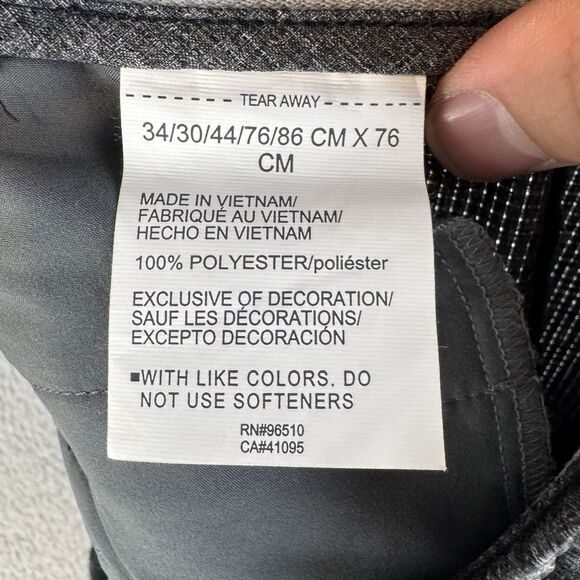 TEAR AWAY
34/30/44/76/86 CM X 76
CM
MADE IN VIETNAM/
FABRIQUÉ AU VIETNAM/
HECHO EN VIETNAM
100% POLYESTER/poliéster
EXCLUSIVE OF DECORATION/
SAUF LES DÉCORATIONS/
EXCEPTO DECORACIÓN
■WITH LIKE COLORS. DO
NOT USE SOFTENERS
RN#96510
CA#41095